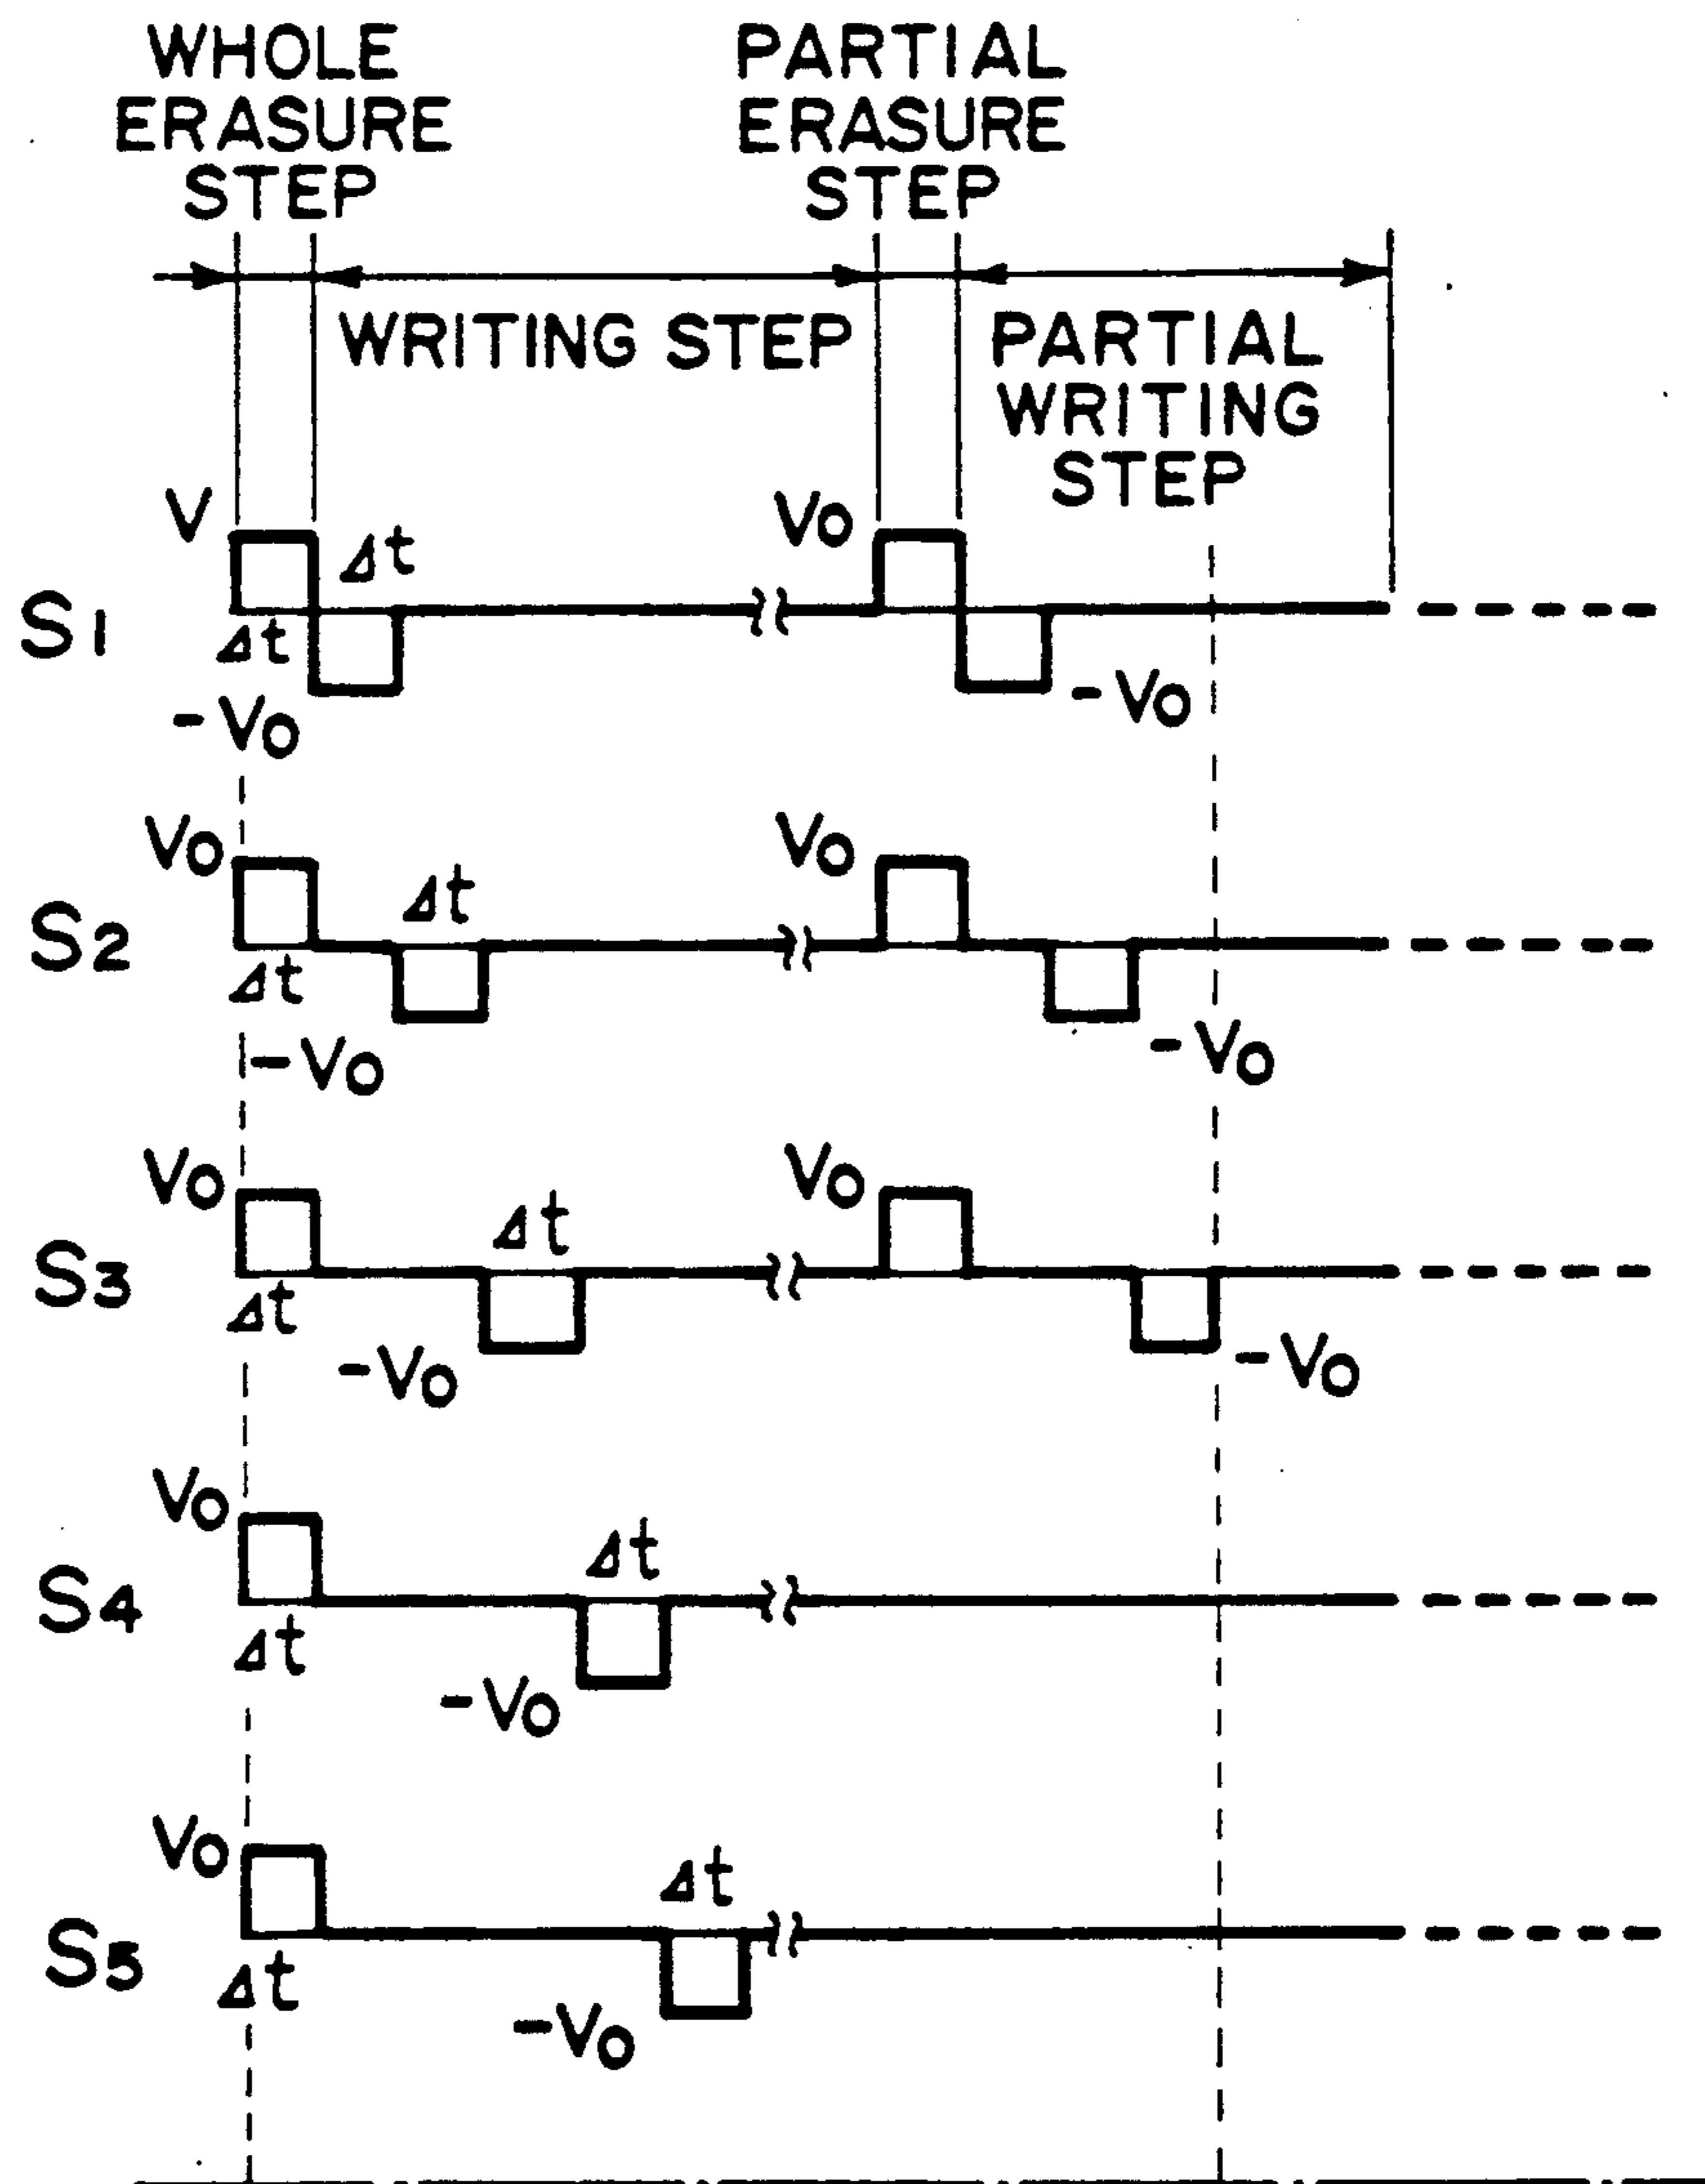 WHOLE
ERASURE
STEP
PARTIAL
ERASURE
STEP
WRITING STEP
PARTIAL
WRITING
STEP
V
Δt
Vo
S1
Δt
-Vo
-Vo
Vo
Δt
Vo
S2
Δt
-Vo
-Vo
Vo
Δt
Vo
S3
Δt
-Vo
-Vo
Vo
Δt
S4
Δt
-Vo
Vo
Δt
S5
Δt
-Vo